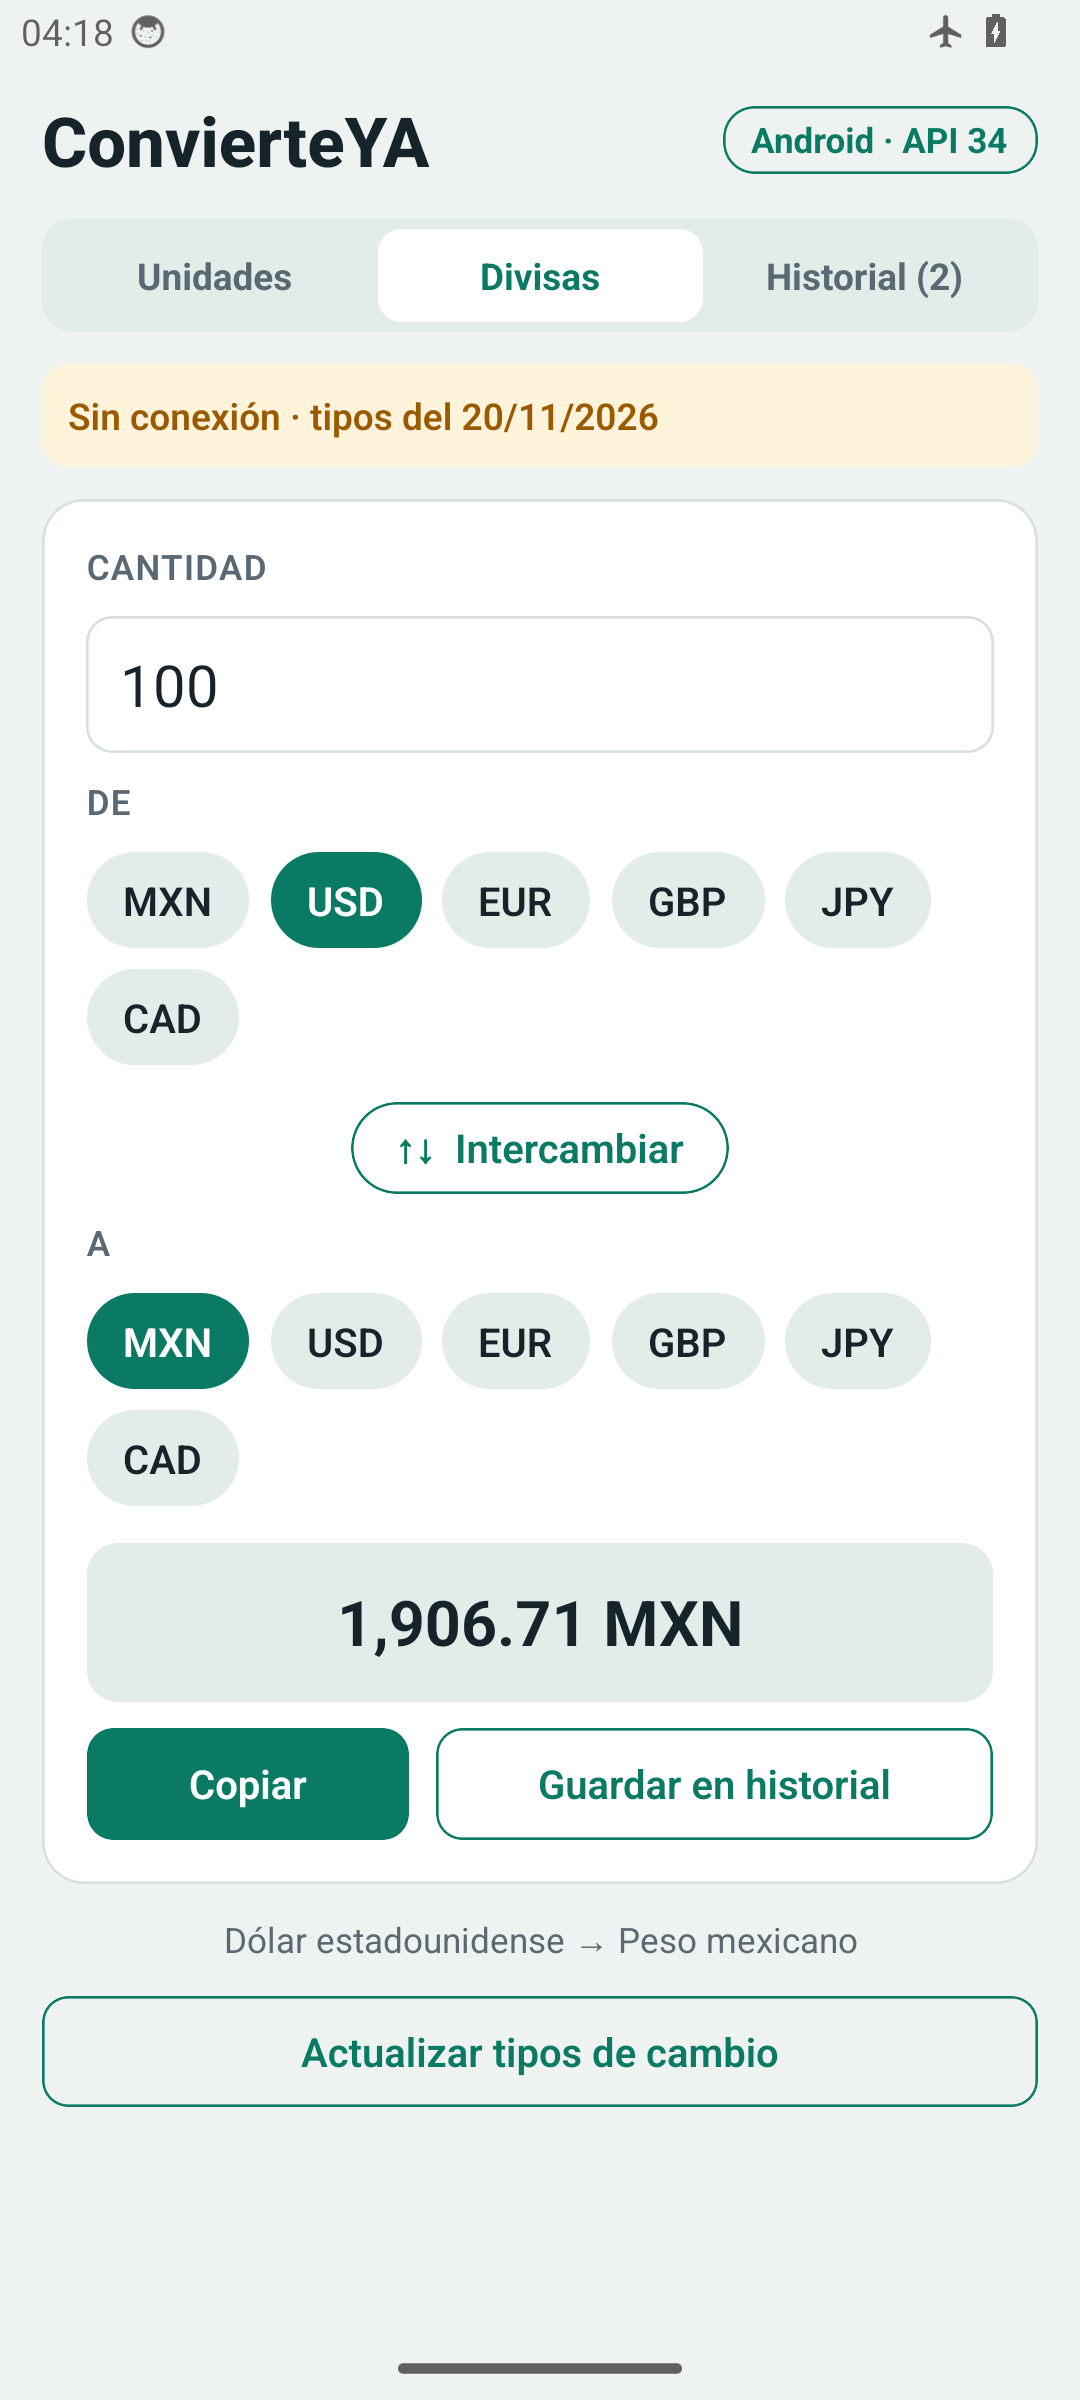 04:18
ConvierteYA
Android · API 34
Unidades
Divisas
Historial (2)
Sin conexión · tipos del 20/11/2026
CANTIDAD
100
DE
MXN
USD
EUR
GBP
JPY
CAD
↑↓ Intercambiar
A
MXN
USD
EUR
GBP
JPY
CAD
1,906.71 MXN
Copiar
Guardar en historial
Dólar estadounidense → Peso mexicano
Actualizar tipos de cambio